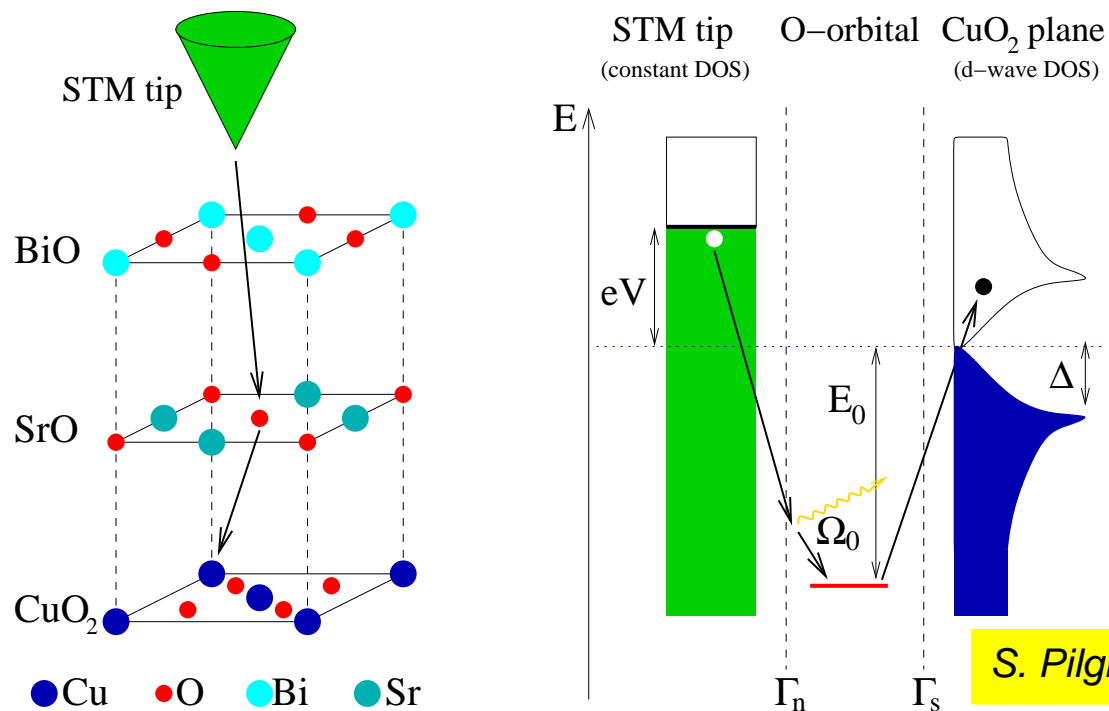 STM tip
BiO
SrO
CuO₂
Cu O Bi Sr
STM tip O−orbital CuO₂ plane
(constant DOS) (d−wave DOS)
E
eV
E₀
Δ
Ω₀
Γₙ Γₛ